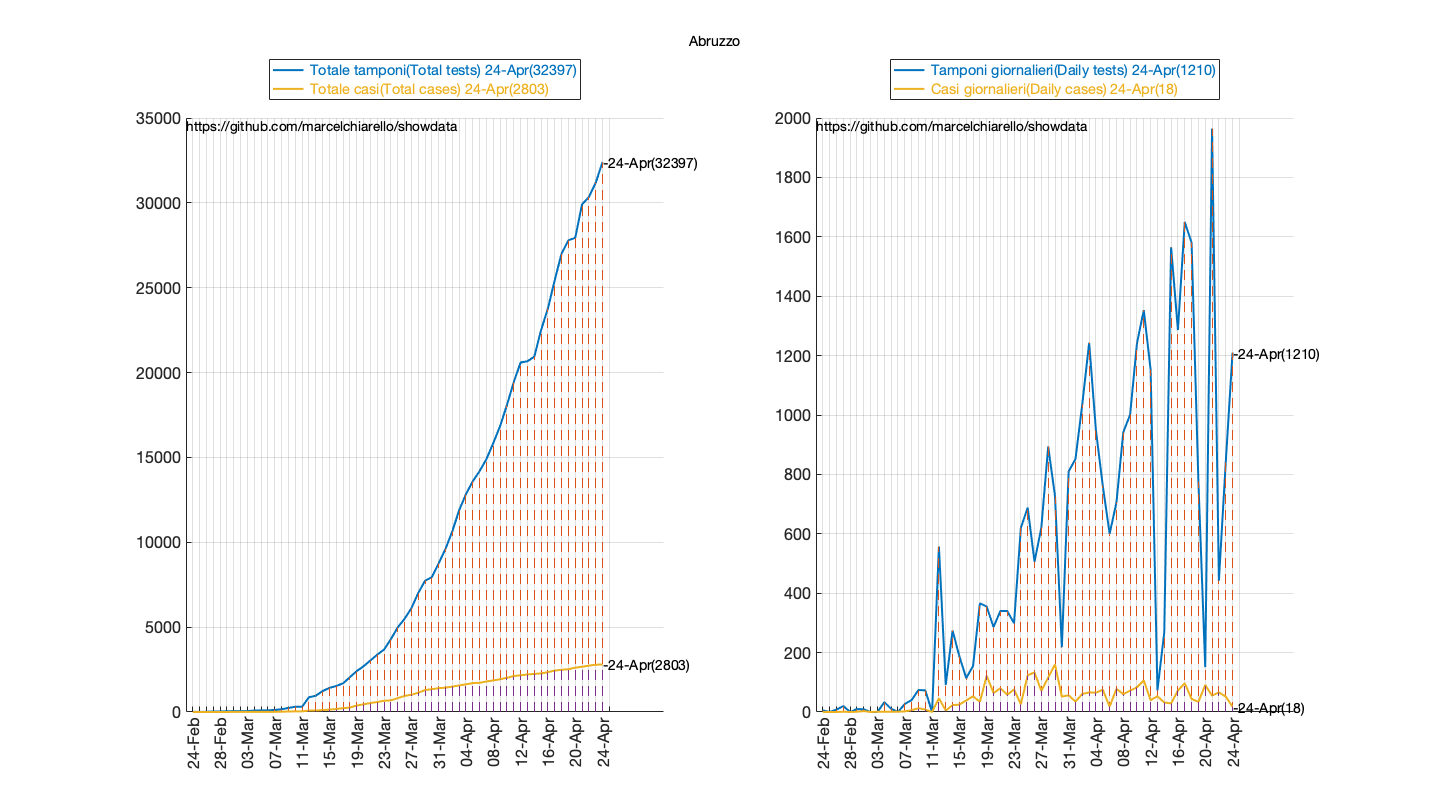 Abruzzo
Totale tamponi(Total tests) 24-Apr(32397)
Totale casi(Total cases) 24-Apr(2803)
https://github.com/marcelchiarello/showdata
35000
30000
25000
20000
15000
10000
5000
0
-24-Apr(32397)
-24-Apr(2803)
24-Feb
28-Feb
03-Mar
07-Mar
11-Mar
15-Mar
19-Mar
23-Mar
27-Mar
31-Mar
04-Apr
08-Apr
12-Apr
16-Apr
20-Apr
24-Apr
Tamponi giornalieri(Daily tests) 24-Apr(1210)
Casi giornalieri(Daily cases) 24-Apr(18)
https://github.com/marcelchiarello/showdata
2000
1800
1600
1400
1200
1000
800
600
400
200
0
-24-Apr(1210)
-24-Apr(18)
24-Feb
28-Feb
03-Mar
07-Mar
11-Mar
15-Mar
19-Mar
23-Mar
27-Mar
31-Mar
04-Apr
08-Apr
12-Apr
16-Apr
20-Apr
24-Apr